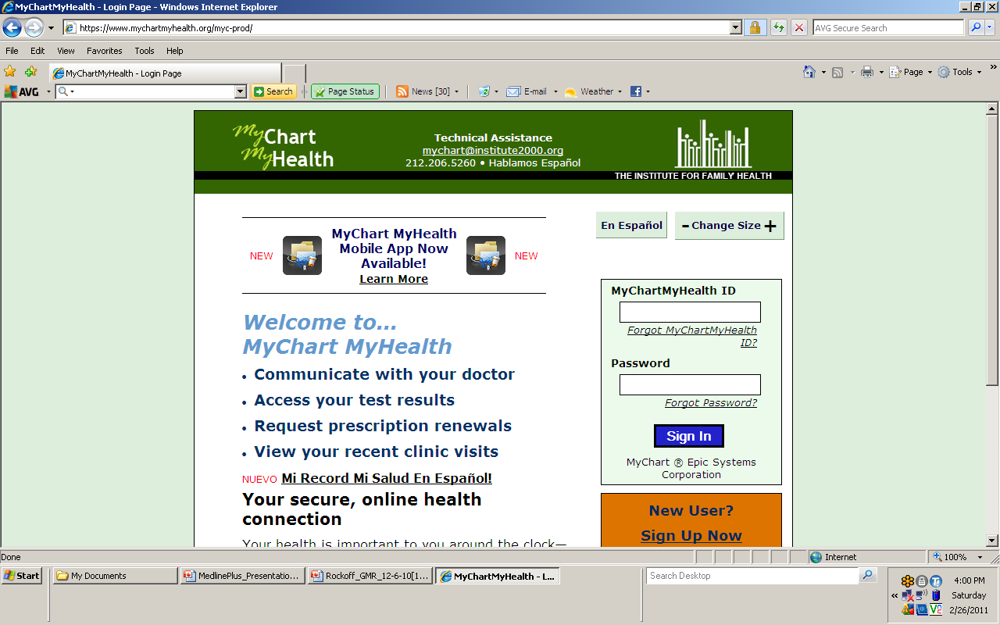 MyChartMyHealth - Login Page - Windows Internet Explorer
https://www.mychartmyhealth.org/myc-prod/
AVG Secure Search
File Edit View Favorites Tools Help
MyChartMyHealth - Login Page
Page Tools »
AVG Search Page Status News [30] E-mail Weather
My Chart
My Health
Technical Assistance
mychart@institute2000.org
212.206.5260 • Hablamos Español
THE INSTITUTE FOR FAMILY HEALTH
NEW
MyChart MyHealth
Mobile App Now
Available!
Learn More
NEW
En Español
- Change Size +
Welcome to...
MyChart MyHealth
• Communicate with your doctor
• Access your test results
• Request prescription renewals
• View your recent clinic visits
NUEVO Mi Record Mi Salud En Español!
Your secure, online health
connection
Your health is important to you around the clock—
MyChartMyHealth ID
Forgot MyChartMyHealth
ID?
Password
Forgot Password?
Sign In
MyChart ® Epic Systems
Corporation
New User?
Sign Up Now
Done
Internet
100%
Start
My Documents
MedlinePlus_Presentatio...
Rockoff_GMR_12-6-10[1...
MyChartMyHealth - L...
Search Desktop
«
4:00 PM
Saturday
2/26/2011